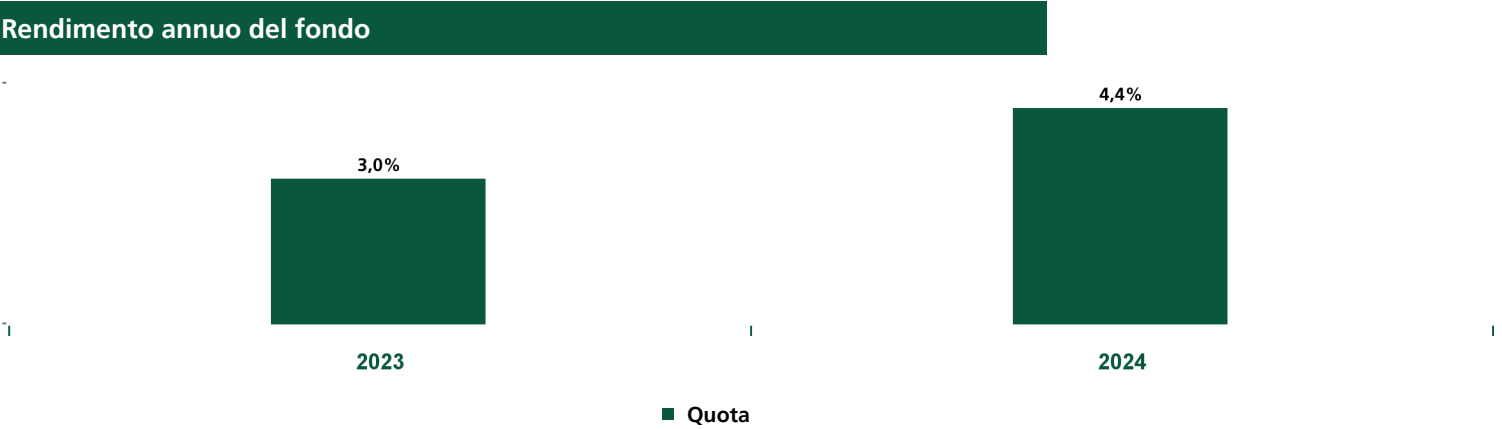 Rendimento annuo del fondo
-
4,4%
3,0%
-
2023 2024
Quota